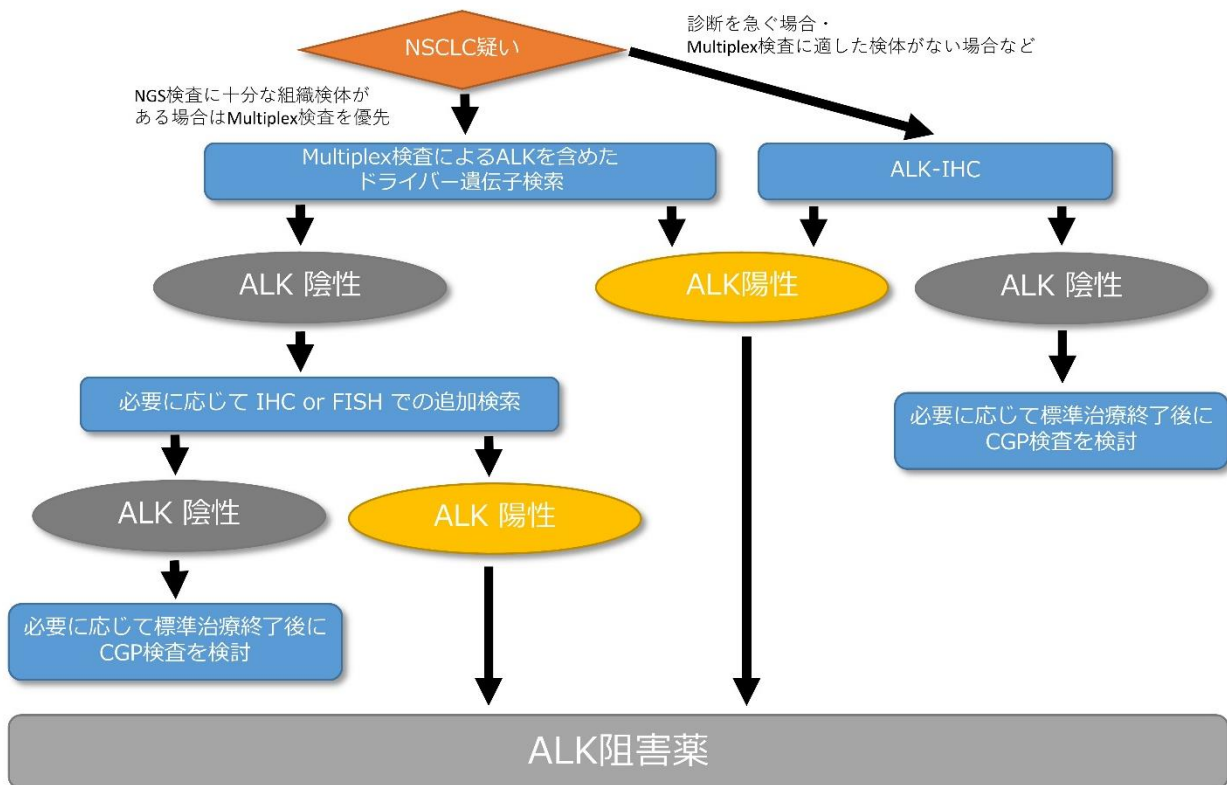 診断を急ぐ場合・
Multiplex検査に適した検体がない場合など
NSCLC疑い
NGS検査に十分な組織検体が
ある場合はMultiplex検査を優先
Multiplex検査によるALKを含めた
ドライバー遺伝子検索
ALK-IHC
ALK 陰性
ALK陽性
ALK 陰性
必要に応じて IHC or FISH での追加検索
必要に応じて標準治療終了後に
CGP検査を検討
ALK 陰性
ALK 陽性
必要に応じて標準治療終了後に
CGP検査を検討
ALK阻害薬